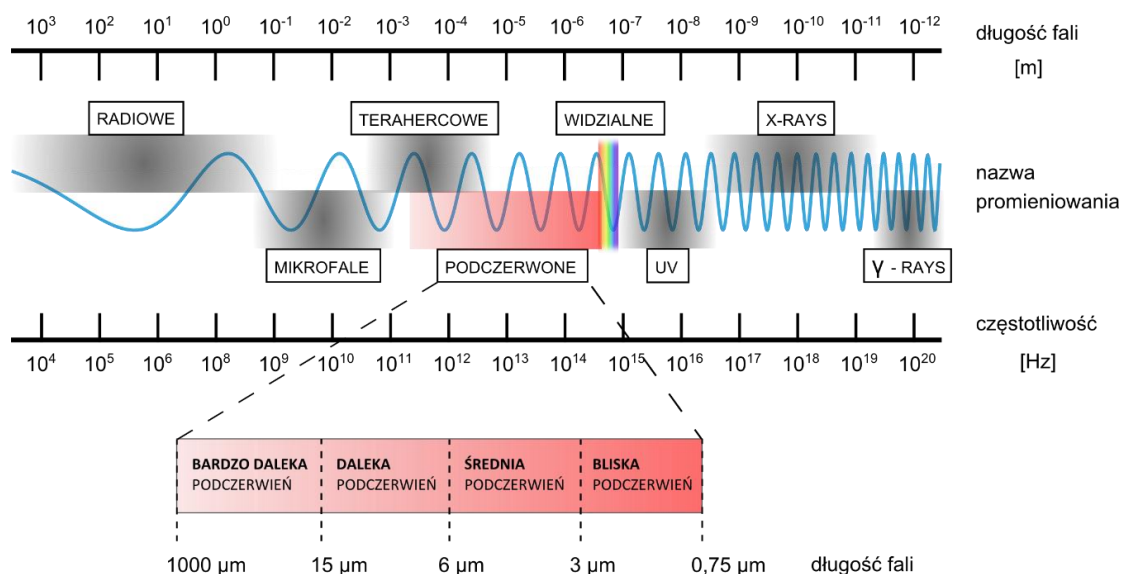 10³ 10² 10¹ 10⁰ 10⁻¹ 10⁻² 10⁻³ 10⁻⁴ 10⁻⁵ 10⁻⁶ 10⁻⁷ 10⁻⁸ 10⁻⁹ 10⁻¹⁰ 10⁻¹¹ 10⁻¹²
długość fali
[m]
RADIOWE
TERAHERCOWE
WIDZIALNE
X-RAYS
nazwa
promieniowania
MIKROFALE
PODCZERWONE
UV
γ - RAYS
częstotliwość
[Hz]
10⁴ 10⁵ 10⁶ 10⁸ 10⁹ 10¹⁰ 10¹¹ 10¹² 10¹³ 10¹⁴ 10¹⁵ 10¹⁶ 10¹⁷ 10¹⁸ 10¹⁹ 10²⁰
BARDZO DALEKA
PODCZERWIEŃ
DALEKA
PODCZERWIEŃ
ŚREDNIA
PODCZERWIEŃ
BLISKA
PODCZERWIEŃ
1000 μm 15 μm 6 μm 3 μm 0,75 μm długość fali